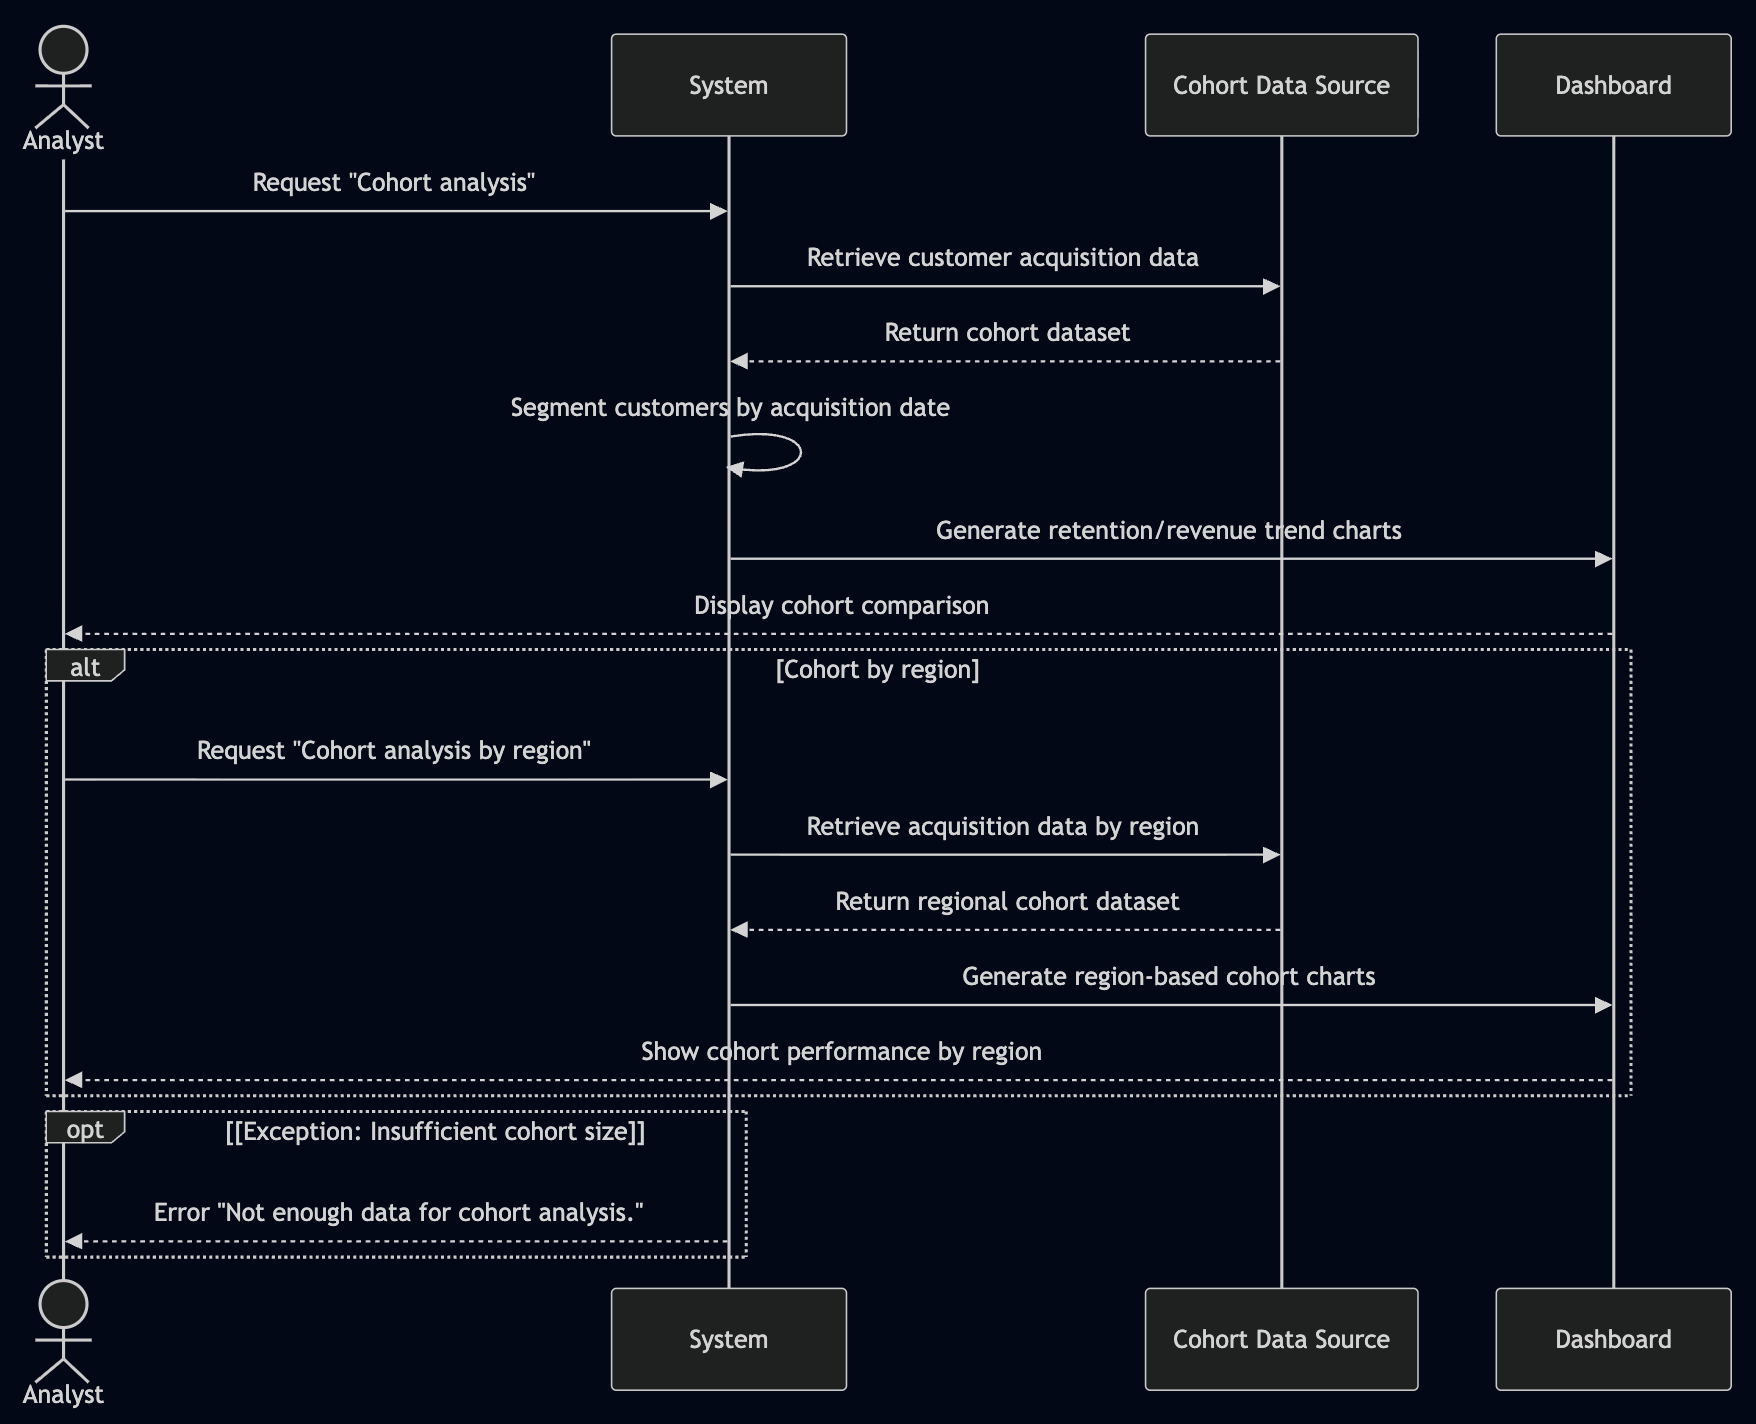 Analyst
System
Cohort Data Source
Dashboard
Request "Cohort analysis"
Retrieve customer acquisition data
Return cohort dataset
Segment customers by acquisition date
Generate retention/revenue trend charts
Display cohort comparison
alt
[Cohort by region]
Request "Cohort analysis by region"
Retrieve acquisition data by region
Return regional cohort dataset
Generate region-based cohort charts
Show cohort performance by region
opt
[[Exception: Insufficient cohort size]]
Error "Not enough data for cohort analysis."
Analyst
System
Cohort Data Source
Dashboard